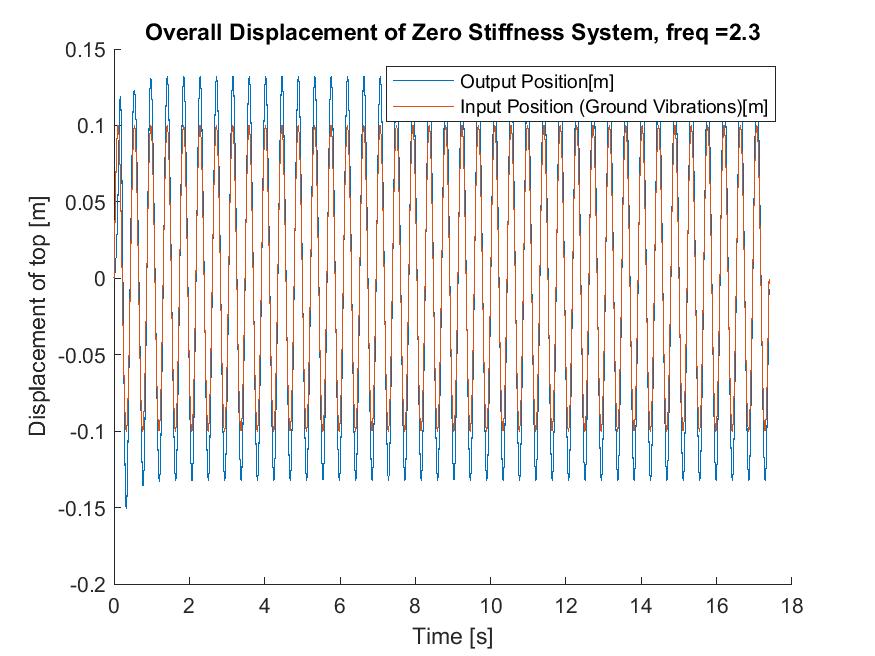 Overall Displacement of Zero Stiffness System, freq =2.3
Output Position[m]
Input Position (Ground Vibrations)[m]
Displacement of top [m]
0.15
0.1
0.05
0
-0.05
-0.1
-0.15
-0.2
0 2 4 6 8 10 12 14 16 18
Time [s]